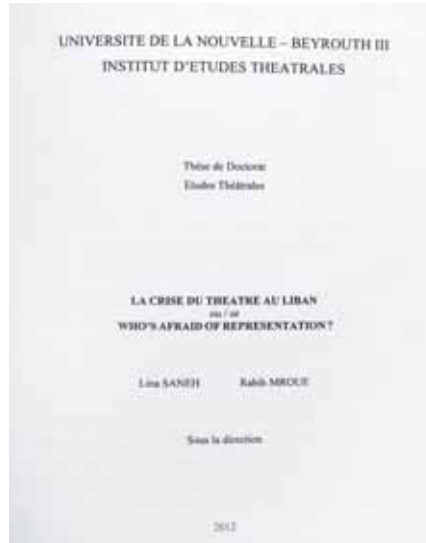 UNIVERSITE DE LA NOUVELLE – BEYROUTH III
INSTITUT D'ETUDES THEATRALES
Thèse de Doctorat
Etudes Théâtrales
LA CRISE DU THEATRE AU LIBAN
ou / or
WHO'S AFRAID OF REPRESENTATION ?
Lina SANEH Rabih MROUE
Sous la direction
2012